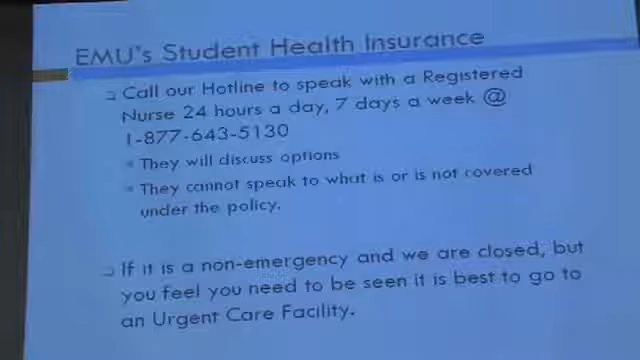 EMU's Student Health Insurance
Call our Hotline to speak with a Registered
Nurse 24 hours a day, 7 days a week @
1-877-643-5130
They will discuss options
They cannot speak to what is or is not covered
under the policy.
If it is a non-emergency and we are closed, but
you feel you need to be seen it is best to go to
an Urgent Care Facility.